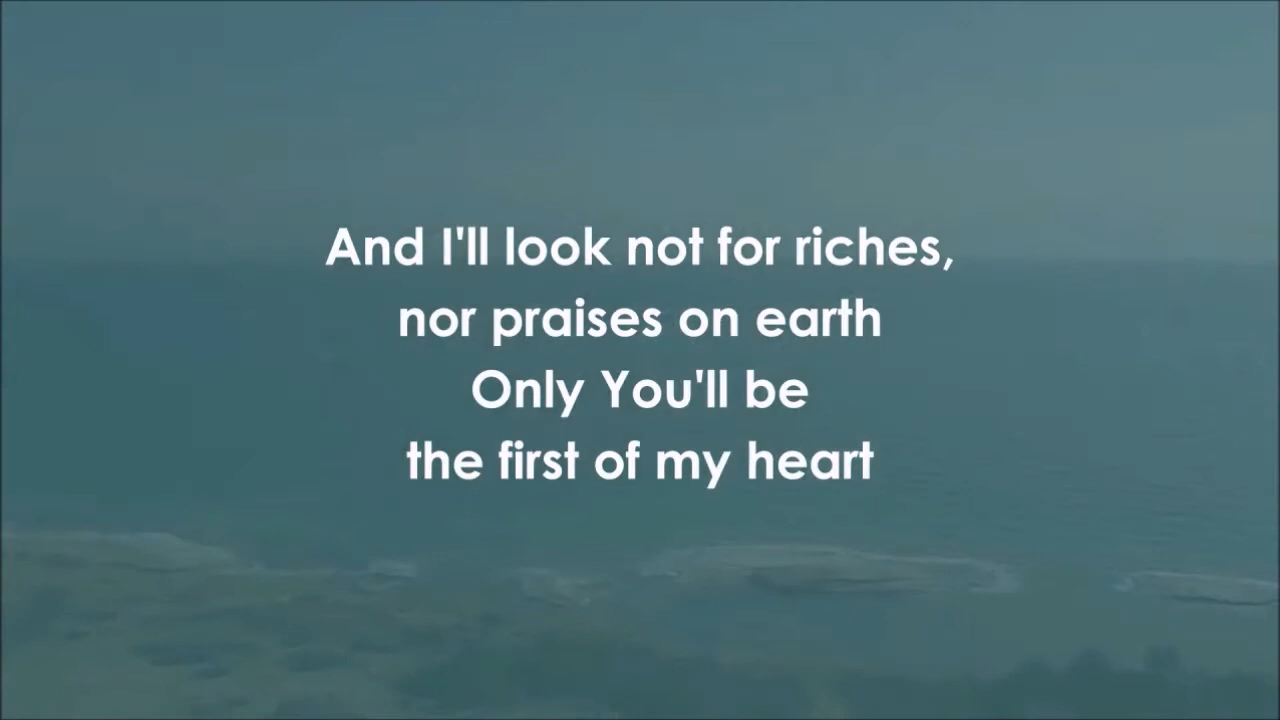 And I'll look not for riches,
nor praises on earth
Only You'll be
the first of my heart